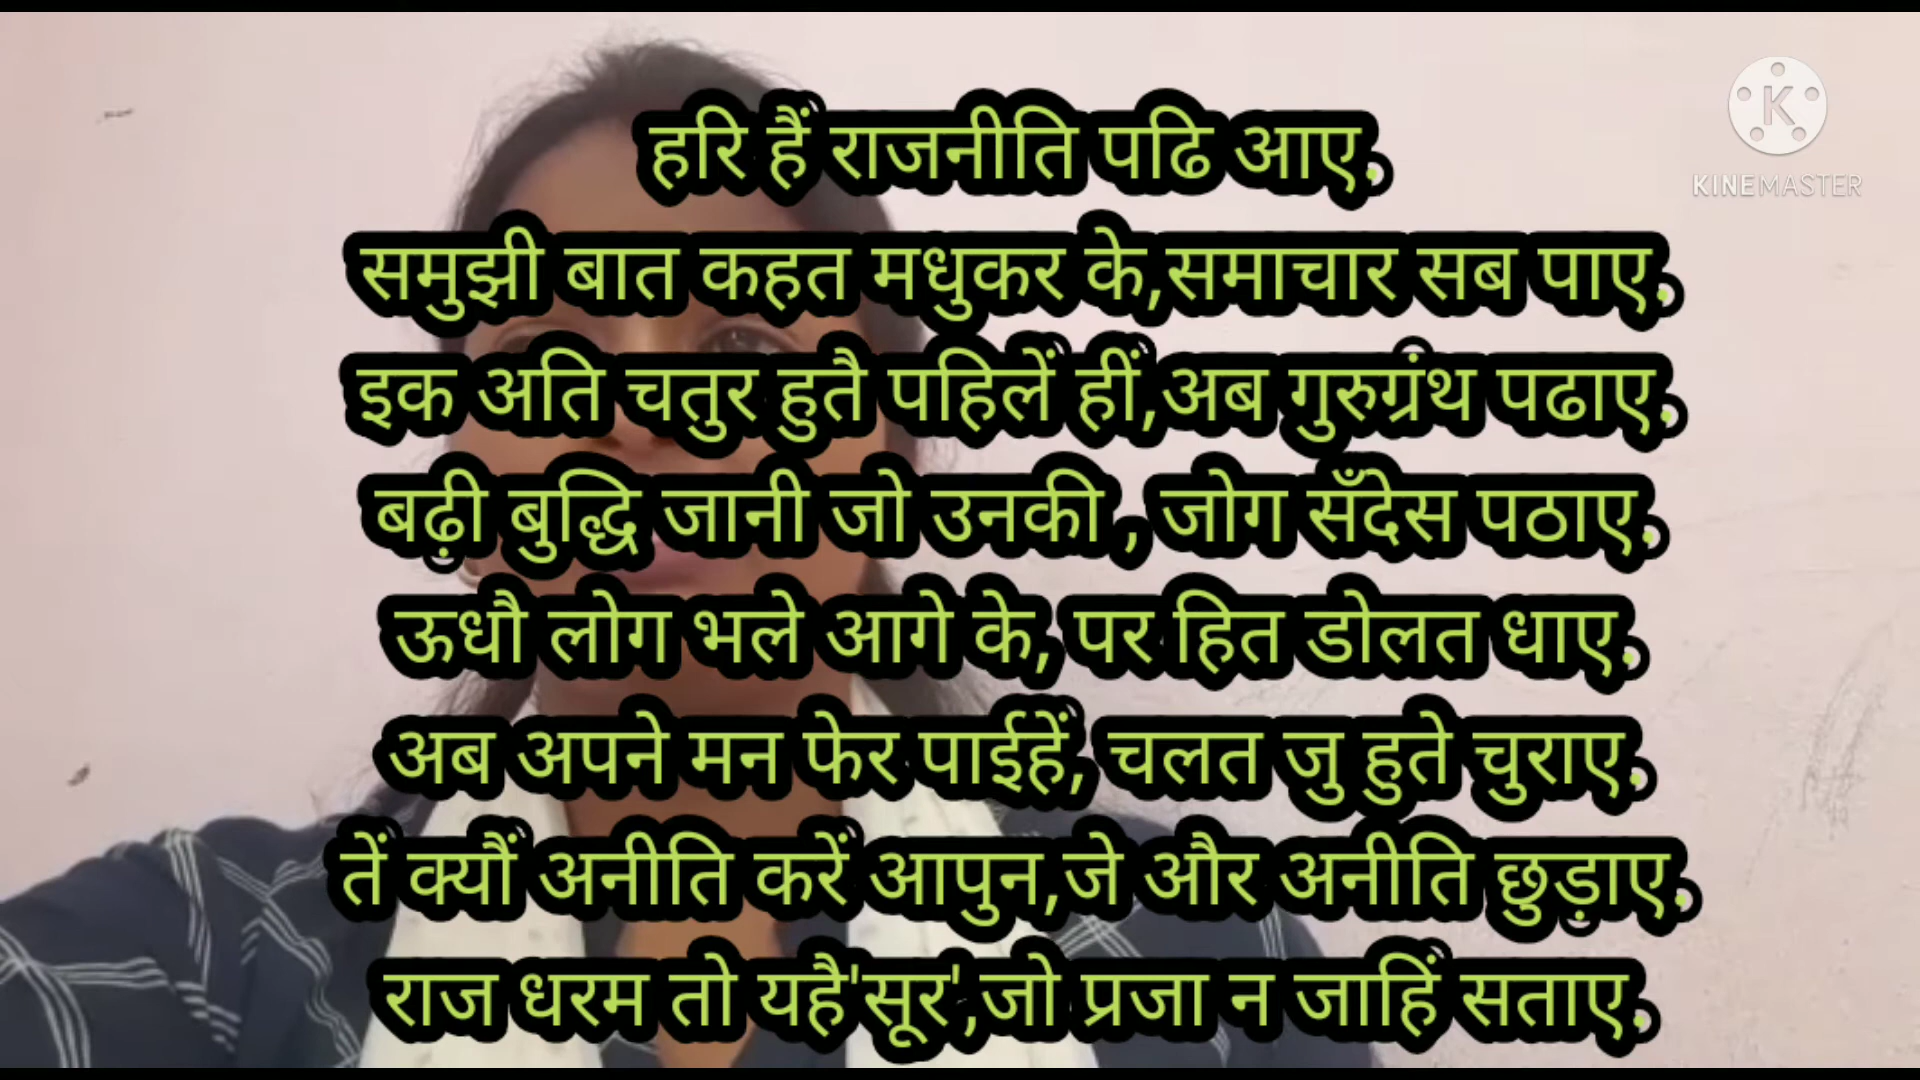 हरि हैं राजनीति पढि आए.
समुझी बात कहत मधुकर के,समाचार सब पाए.
इक अति चतुर हुतै पहिलें हीं,अब गुरुग्रंथ पढाए.
बढ़ी बुद्धि जानी जो उनकी , जोग सँदेस पठाए.
ऊधौ लोग भले आगे के, पर हित डोलत धाए.
अब अपने मन फेर पाईहें, चलत जु हुते चुराए.
तें क्यौं अनीति करें आपुन,जे और अनीति छुड़ाए.
राज धरम तो यहै'सूर',जो प्रजा न जाहिं सताए.
K
KINEMASTER